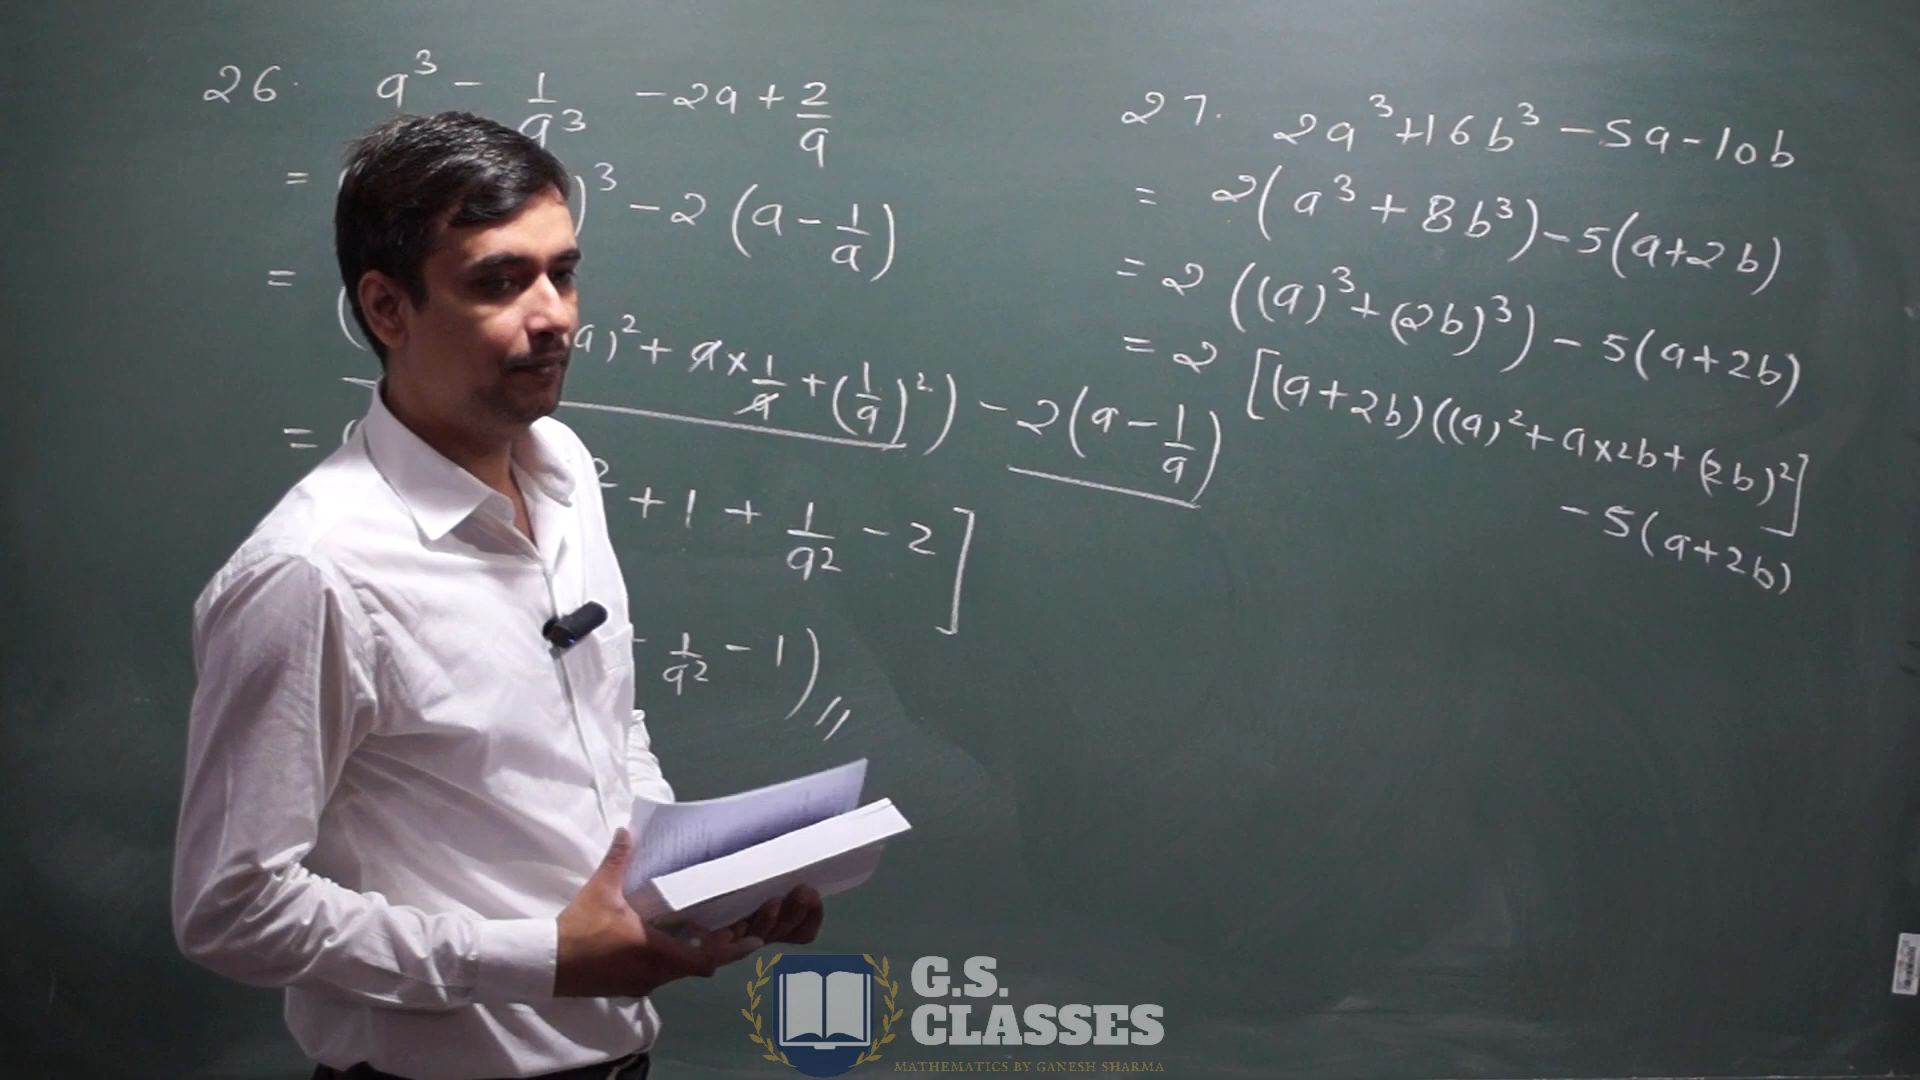 26. a³ - 1/a³ - 2a + 2/a
= )³ - 2 (a - 1/a)
= ( a)² + a × 1/a + (1/a)²) - 2(a - 1/a)
= ( ² + 1 + 1/a² - 2]
1/a² - 1)
27. 2a³ + 16b³ - 5a - 10b
= 2(a³ + 8b³) - 5(a + 2b)
= 2 ((a)³ + (2b)³) - 5(a + 2b)
= 2 [(a + 2b)((a)² + a × 2b + (2b)²]
- 5(a + 2b)
G.S.
CLASSES
MATHEMATICS BY GANESH SHARMA